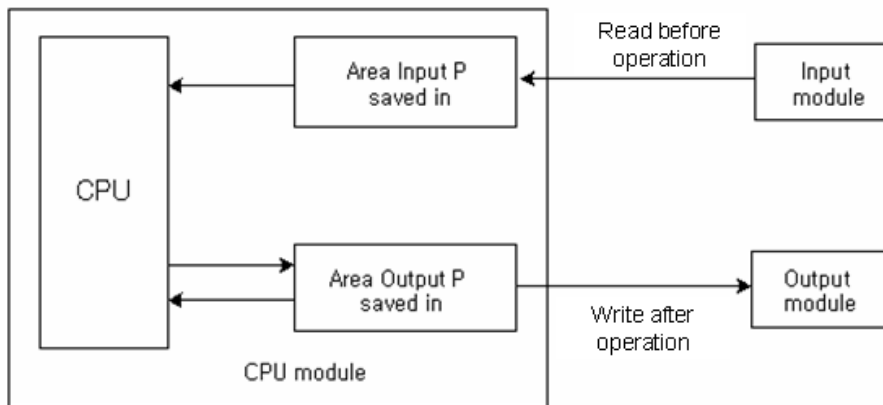 Read before
operation
Area Input P
saved in
Input
module
CPU
Area Output P
saved in
Output
module
Write after
operation
CPU module